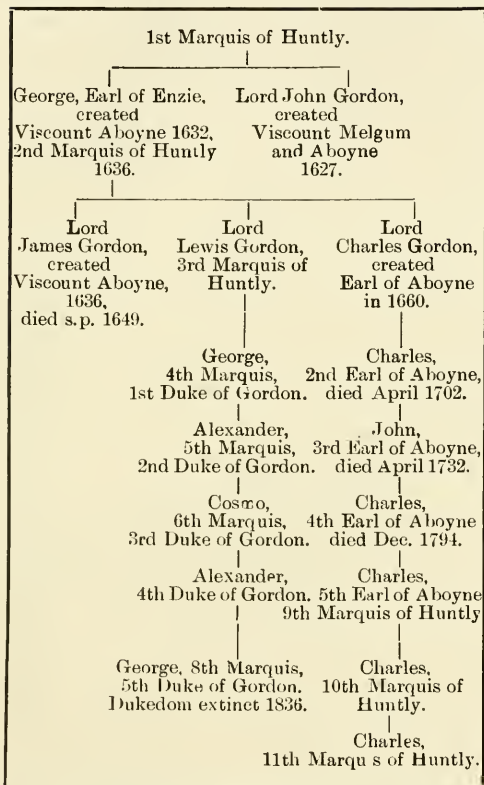 1st Marquis of Huntly.
George, Earl of Enzie,
created
Viscount Aboyne 1632,
2nd Marquis of Huntly
1636.
Lord John Gordon,
created
Viscount Melgum
and Aboyne
1627.
Lord
James Gordon,
created
Viscount Aboyne,
1636,
died s.p. 1649.
Lord
Lewis Gordon,
3rd Marquis of
Huntly.
Lord
Charles Gordon,
created
Earl of Aboyne
in 1660.
George,
4th Marquis,
1st Duke of Gordon.
Charles,
2nd Earl of Aboyne,
died April 1702.
Alexander,
5th Marquis,
2nd Duke of Gordon.
John,
3rd Earl of Aboyne,
died April 1732.
Cosmo,
6th Marquis,
3rd Duke of Gordon.
Charles,
4th Earl of Aboyne
died Dec. 1794.
Alexander,
4th Duke of Gordon.
Charles,
5th Earl of Aboyne
9th Marquis of Huntly
George, 8th Marquis,
5th Duke of Gordon.
Dukedom extinct 1836.
Charles,
10th Marquis of
Huntly.
Charles,
11th Marqu s of Huntly.